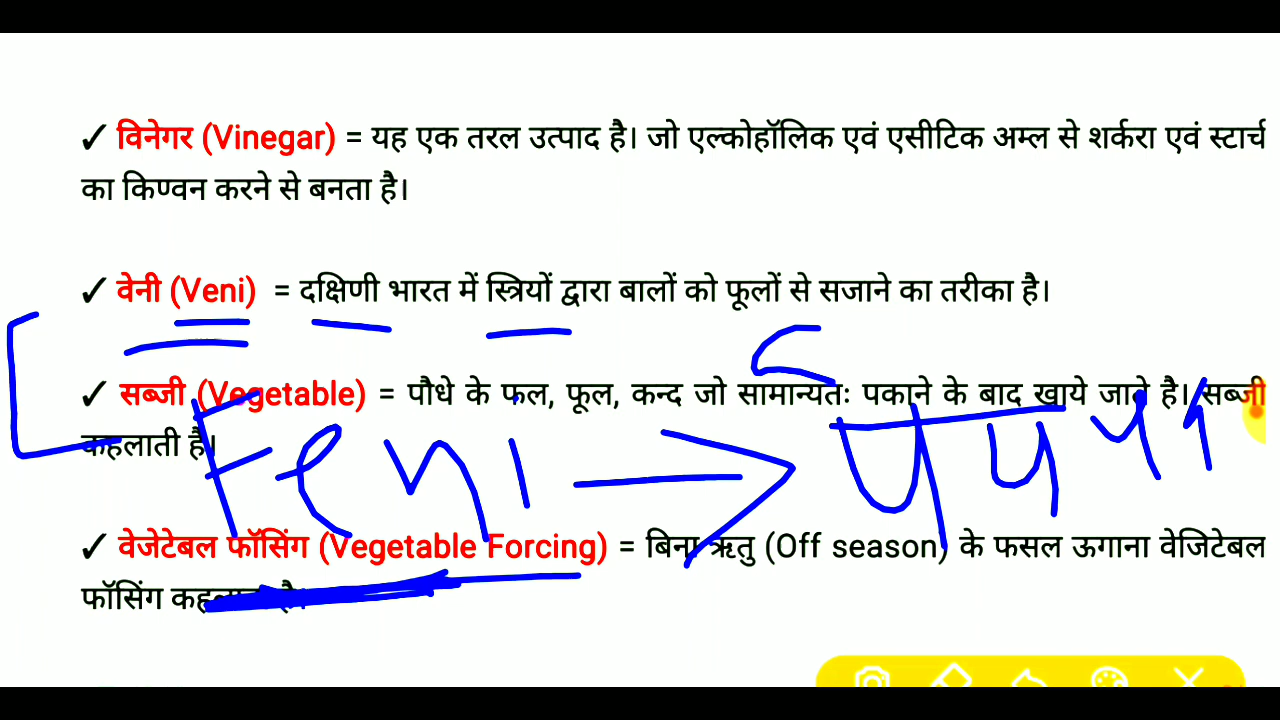 ✓ विनेगर (Vinegar) = यह एक तरल उत्पाद है। जो एल्कोहॉलिक एवं एसीटिक अम्ल से शर्करा एवं स्टार्च
का किण्वन करने से बनता है।
✓ वेनी (Veni) = दक्षिणी भारत में स्त्रियों द्वारा बालों को फूलों से सजाने का तरीका है।
✓ सब्जी (Vegetable) = पौधे के फल, फूल, कन्द जो सामान्यतः पकाने के बाद खाये जाते है। सब्जी
कहलाती है।
Feni
✓ वेजेटेबल फॉसिंग (Vegetable Forcing) = बिना ऋतु (Off season) के फसल ऊगाना वेजिटेबल
फॉसिंग कहलाता है।